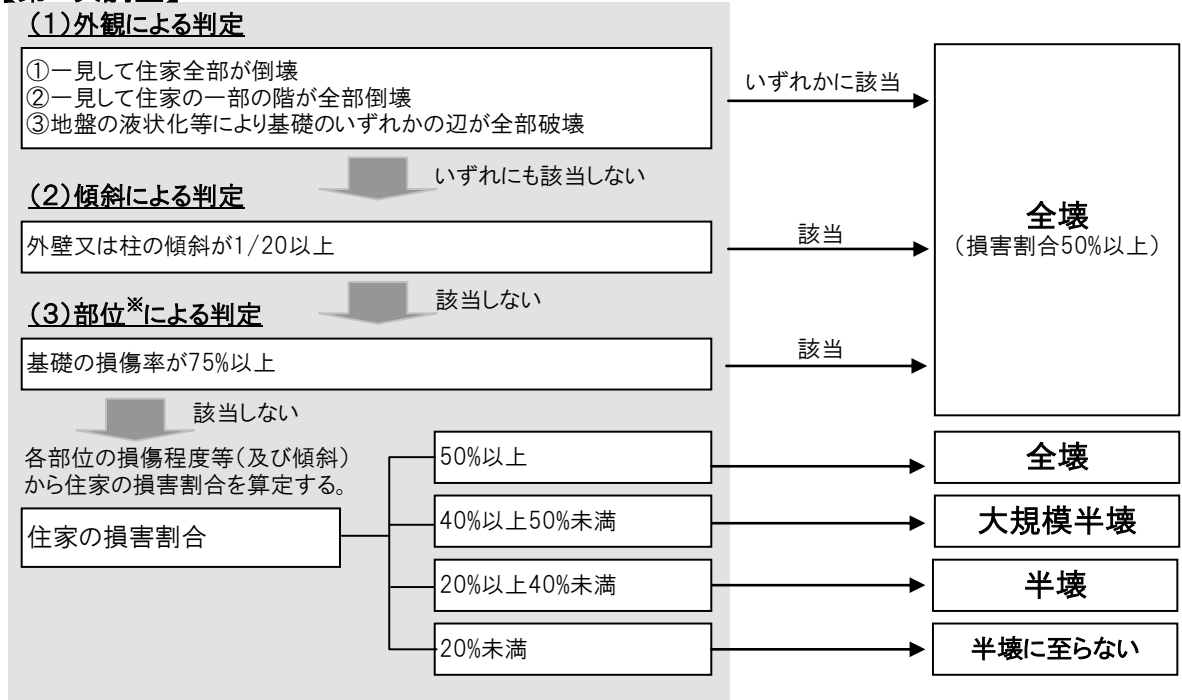 (1)外観による判定
①一見して住家全部が倒壊
②一見して住家の一部の階が全部倒壊
③地盤の液状化等により基礎のいずれかの辺が全部破壊
いずれかに該当
いずれにも該当しない
(2)傾斜による判定
外壁又は柱の傾斜が1/20以上
該当
全壊
(損害割合50%以上)
該当しない
(3)部位※による判定
基礎の損傷率が75%以上
該当
該当しない
各部位の損傷程度等(及び傾斜)
から住家の損害割合を算定する。
住家の損害割合
50%以上
全壊
40%以上50%未満
大規模半壊
20%以上40%未満
半壊
20%未満
半壊に至らない